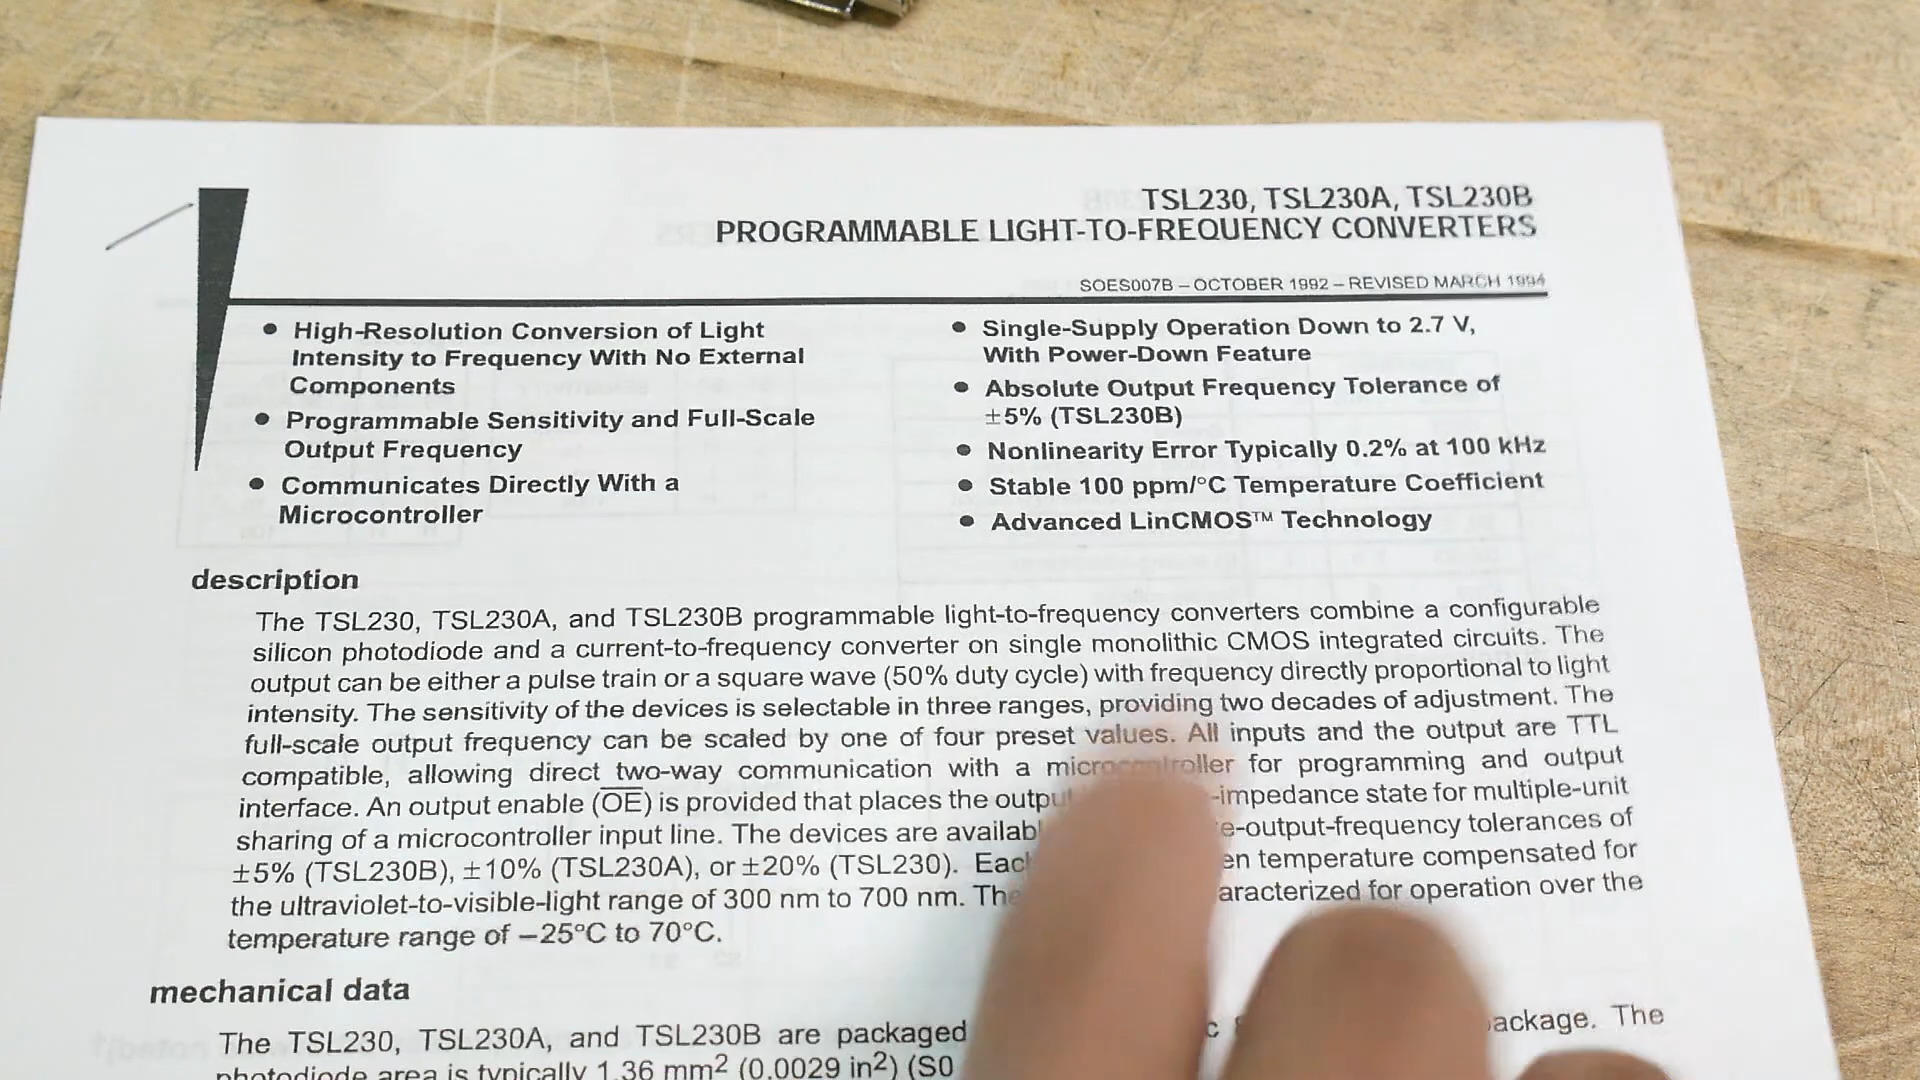 TSL230, TSL230A, TSL230B
PROGRAMMABLE LIGHT-TO-FREQUENCY CONVERTERS
SOES007B – OCTOBER 1992 – REVISED MARCH 1994
• High-Resolution Conversion of Light
Intensity to Frequency With No External
Components
• Programmable Sensitivity and Full-Scale
Output Frequency
• Communicates Directly With a
Microcontroller
• Single-Supply Operation Down to 2.7 V,
With Power-Down Feature
• Absolute Output Frequency Tolerance of
±5% (TSL230B)
• Nonlinearity Error Typically 0.2% at 100 kHz
• Stable 100 ppm/°C Temperature Coefficient
• Advanced LinCMOS™ Technology
description
The TSL230, TSL230A, and TSL230B programmable light-to-frequency converters combine a configurable
silicon photodiode and a current-to-frequency converter on single monolithic CMOS integrated circuits. The
output can be either a pulse train or a square wave (50% duty cycle) with frequency directly proportional to light
intensity. The sensitivity of the devices is selectable in three ranges, providing two decades of adjustment. The
full-scale output frequency can be scaled by one of four preset values. All inputs and the output are TTL
compatible, allowing direct two-way communication with a microcontroller for programming and output
interface. An output enable (O̅E̅) is provided that places the -impedance state for multiple-unit
sharing of a microcontroller input line. The devices are -output-frequency tolerances of
±5% (TSL230B), ±10% (TSL230A), or ±20% (TSL230). temperature compensated for
the ultraviolet-to-visible-light range of 300 nm to 700 nm. for operation over the
temperature range of –25°C to 70°C.
mechanical data
The TSL230, TSL230A, and TSL230B are packaged package. The
photodiode area is typically 1.36 mm² (0.0029 in²)